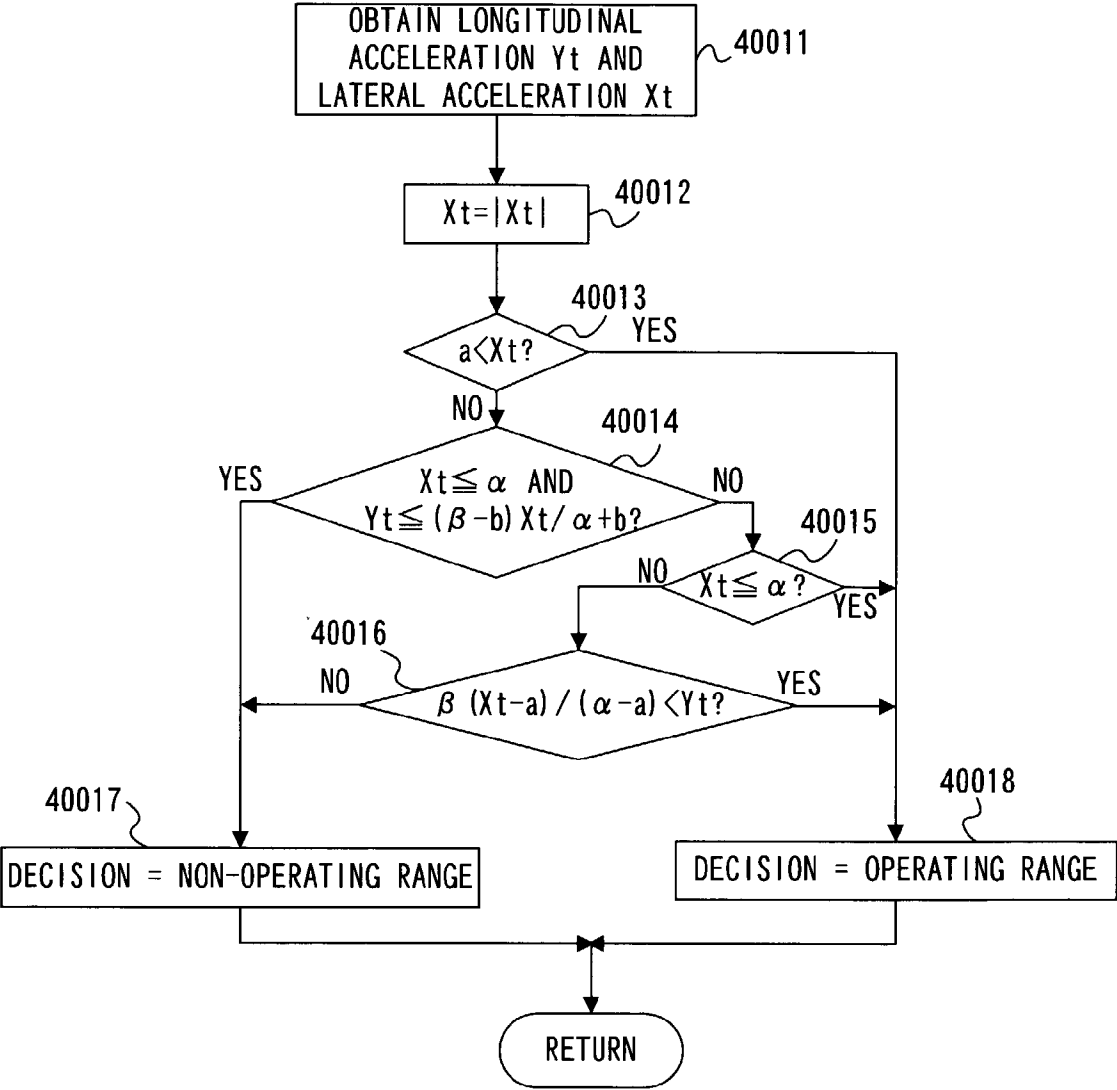 OBTAIN LONGITUDINAL
ACCELERATION Yt AND
LATERAL ACCELERATION Xt
40011
Xt=|Xt|
40012
40013
a<Xt?
YES
NO
40014
Xt≦α AND
Yt≦(β-b)Xt/α+b?
YES
NO
40015
Xt≦α?
NO
YES
40016
β(Xt-a)/(α-a)<Yt?
NO
YES
40017
DECISION = NON-OPERATING RANGE
40018
DECISION = OPERATING RANGE
RETURN